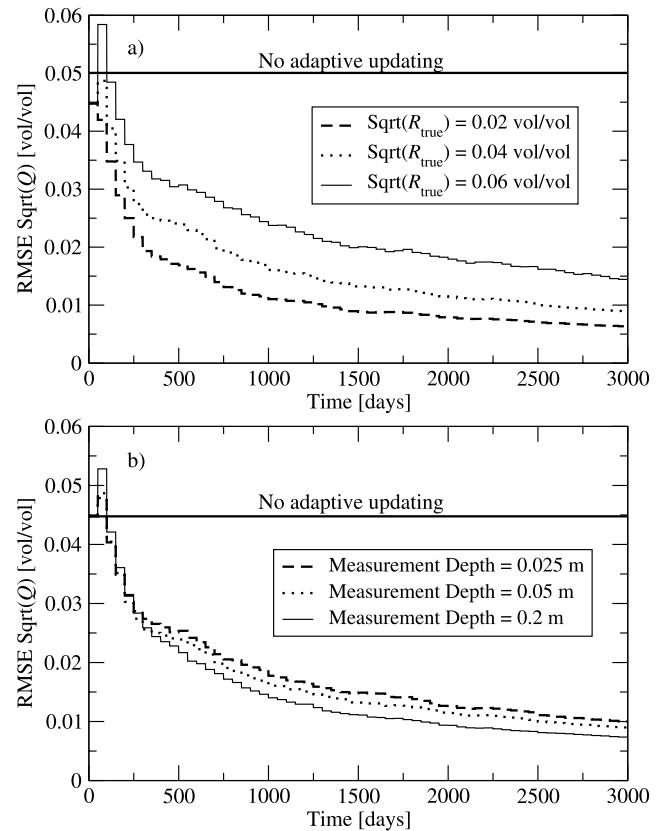 0.06
a)
No adaptive updating
0.05
0.04
Sqrt(R_true) = 0.02 vol/vol
Sqrt(R_true) = 0.04 vol/vol
Sqrt(R_true) = 0.06 vol/vol
RMSE Sqrt(Q) [vol/vol]
0.03
0.02
0.01
0
0 500 1000 1500 2000 2500 3000
Time [days]
0.06
b)
0.05
No adaptive updating
0.04
Measurement Depth = 0.025 m
Measurement Depth = 0.05 m
Measurement Depth = 0.2 m
RMSE Sqrt(Q) [vol/vol]
0.03
0.02
0.01
0
0 500 1000 1500 2000 2500 3000
Time [days]